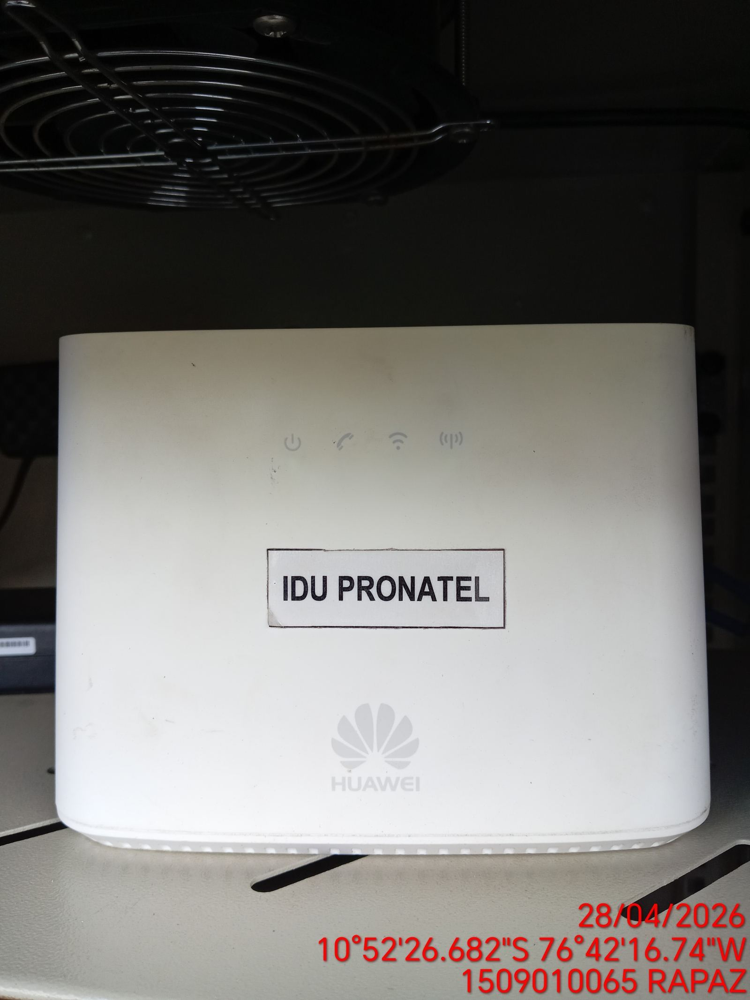 IDU PRONATEL
HUAWEI
28/04/2026
10°52'26.682"S 76°42'16.74"W
1509010065 RAPAZ